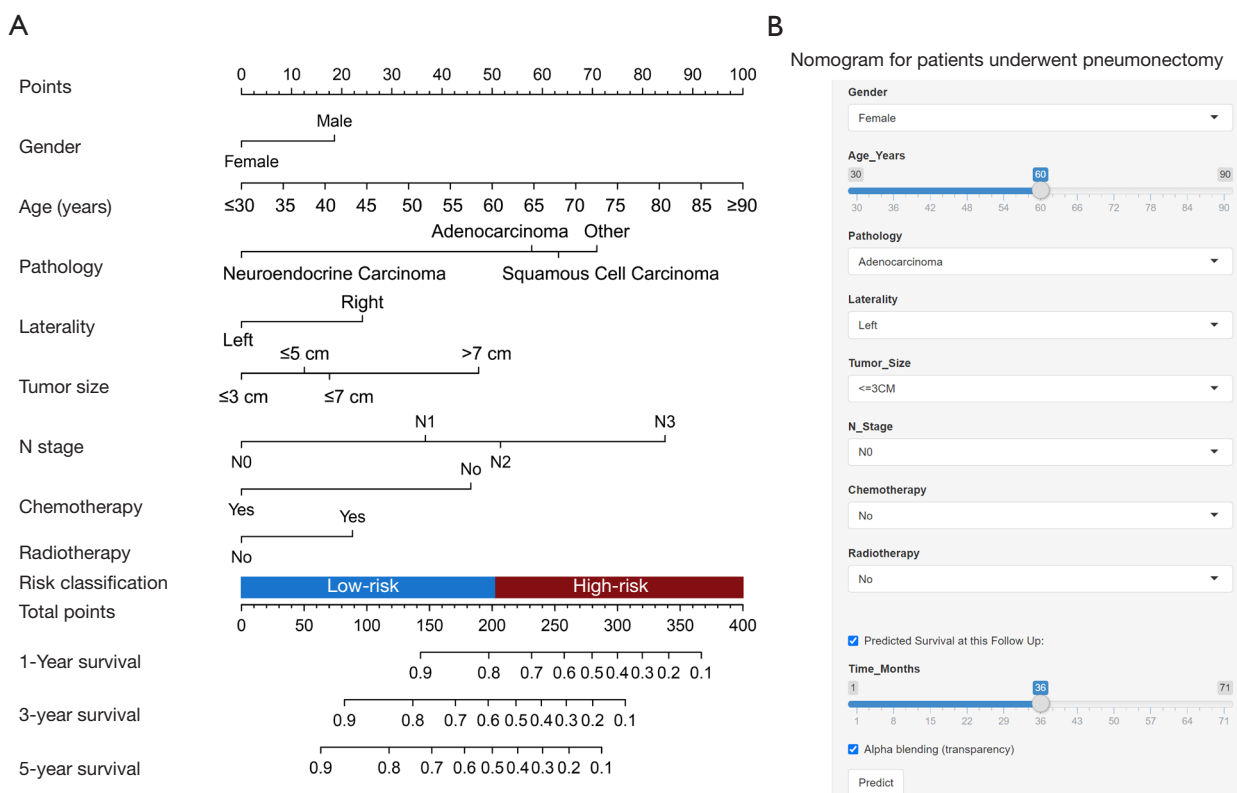 A
Points
0 10 20 30 40 50 60 70 80 90 100
Male
Gender
Female
Age (years)
≤30 35 40 45 50 55 60 65 70 75 80 85 ≥90
Adenocarcinoma Other
Pathology
Neuroendocrine Carcinoma Squamous Cell Carcinoma
Right
Laterality
Left
≤5 cm >7 cm
Tumor size
≤3 cm ≤7 cm
N1 N3
N stage
N0 N2
No
Chemotherapy
Yes
Yes
Radiotherapy
No
Risk classification
Low-risk High-risk
Total points
0 50 100 150 200 250 300 350 400
1-Year survival
0.9 0.8 0.7 0.6 0.5 0.4 0.3 0.2 0.1
3-year survival
0.9 0.8 0.7 0.6 0.5 0.4 0.3 0.2 0.1
5-year survival
0.9 0.8 0.7 0.6 0.5 0.4 0.3 0.2 0.1
B
Nomogram for patients underwent pneumonectomy
Gender
Female
Age_Years
30 60 90
30 36 42 48 54 60 66 72 78 84 90
Pathology
Adenocarcinoma
Laterality
Left
Tumor_Size
<=3CM
N_Stage
N0
Chemotherapy
No
Radiotherapy
No
Predicted Survival at this Follow Up:
Time_Months
1 36 71
1 8 15 22 29 36 43 50 57 64 71
Alpha blending (transparency)
Predict